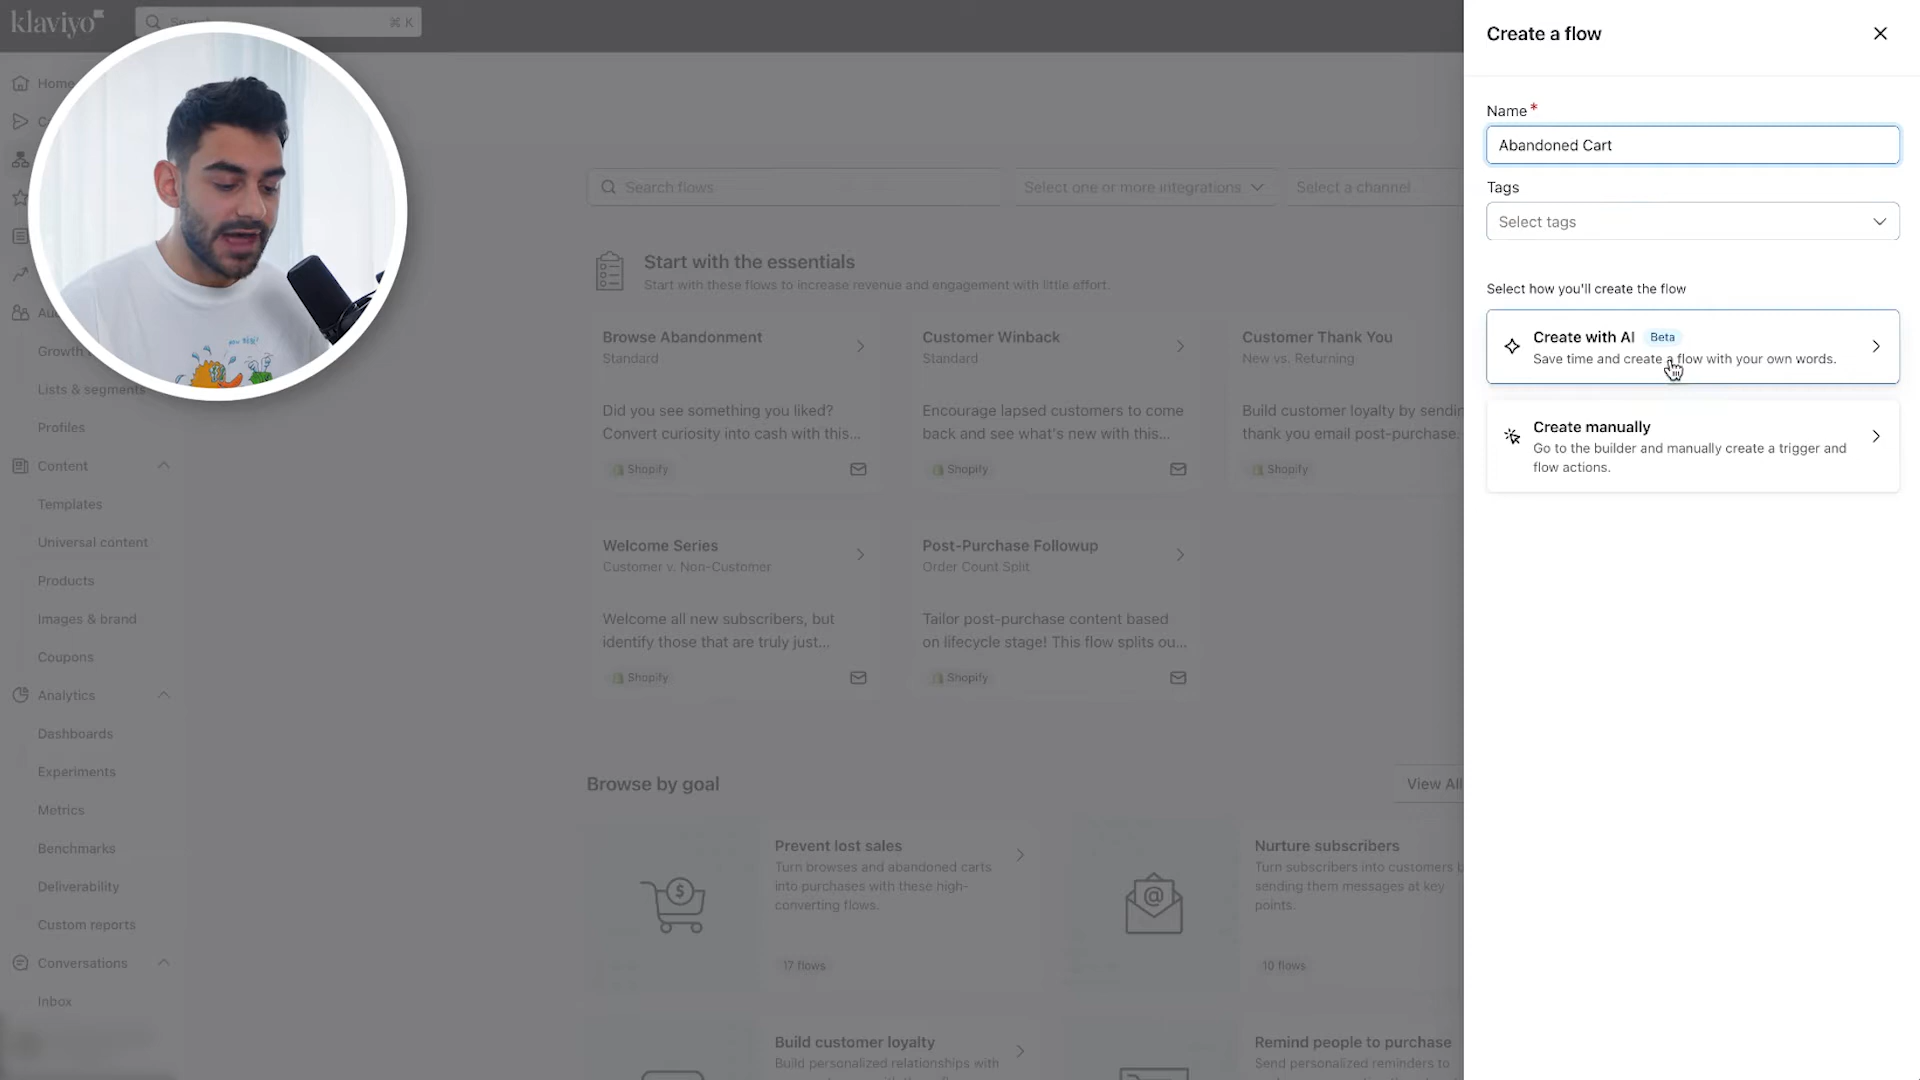 klaviyo
Search
⌘ K
Create a flow
Home
Name *
Abandoned Cart
Tags
Select tags
Search flows
Select one or more integrations
Select a channel
Start with the essentials
Start with these flows to increase revenue and engagement with little effort.
Select how you'll create the flow
Create with AI Beta
Save time and create a flow with your own words.
Create manually
Go to the builder and manually create a trigger and
flow actions.
Browse Abandonment
Standard
Did you see something you liked?
Convert curiosity into cash with this...
Shopify
Customer Winback
Standard
Encourage lapsed customers to come
back and see what's new with this...
Shopify
Customer Thank You
New vs. Returning
Build customer loyalty by sendin
thank you email post-purchase.
Shopify
Welcome Series
Customer v. Non-Customer
Welcome all new subscribers, but
identify those that are truly just...
Shopify
Post-Purchase Followup
Order Count Split
Tailor post-purchase content based
on lifecycle stage! This flow splits ou...
Shopify
Growth
Lists & segments
Profiles
Content
Templates
Universal content
Products
Images & brand
Coupons
Analytics
Dashboards
Experiments
Metrics
Benchmarks
Deliverability
Custom reports
Conversations
Inbox
Browse by goal
View All
Prevent lost sales
Turn browses and abandoned carts
into purchases with these high-
converting flows.
17 flows
Nurture subscribers
Turn subscribers into customers b
sending them messages at key
points.
10 flows
Build customer loyalty
Build personalized relationships with
Remind people to purchase
Send personalized reminders to